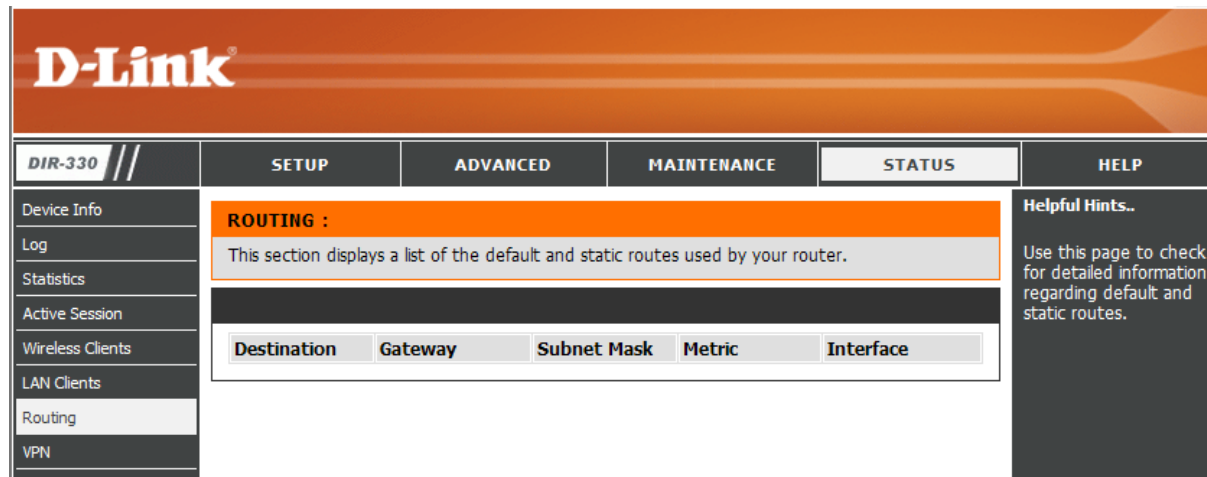 D-Link®
DIR-330 // SETUP ADVANCED MAINTENANCE STATUS HELP
Device Info
Log
Statistics
Active Session
Wireless Clients
LAN Clients
Routing
VPN
ROUTING :
This section displays a list of the default and static routes used by your router.
Destination Gateway Subnet Mask Metric Interface
Helpful Hints..
Use this page to check
for detailed information
regarding default and
static routes.